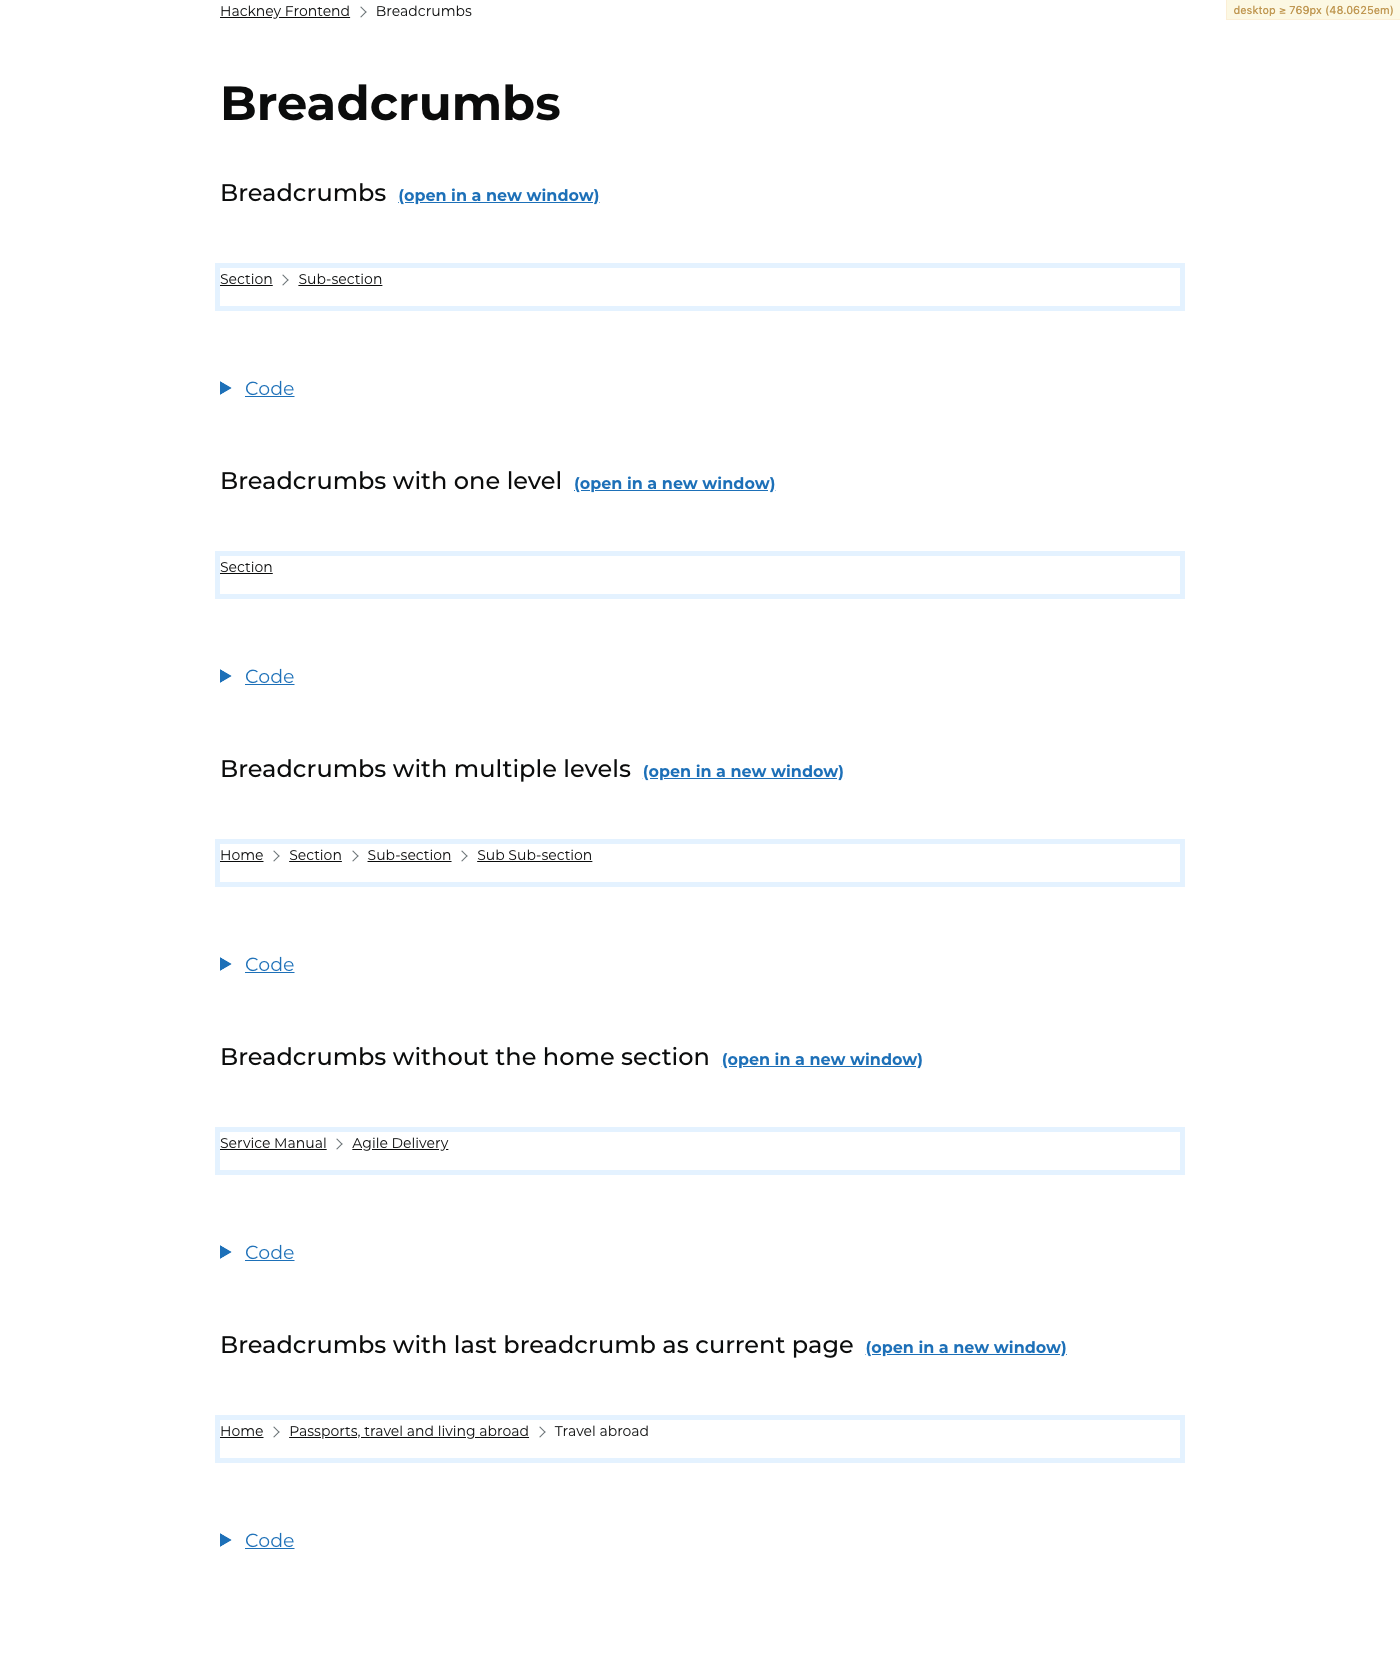 Hackney Frontend Breadcrumbs
desktop ≥ 769px (48.0625em)
Breadcrumbs
Breadcrumbs (open in a new window)
Section Sub-section
Code
Breadcrumbs with one level (open in a new window)
Section
Code
Breadcrumbs with multiple levels (open in a new window)
Home Section Sub-section Sub Sub-section
Code
Breadcrumbs without the home section (open in a new window)
Service Manual Agile Delivery
Code
Breadcrumbs with last breadcrumb as current page (open in a new window)
Home Passports, travel and living abroad Travel abroad
Code